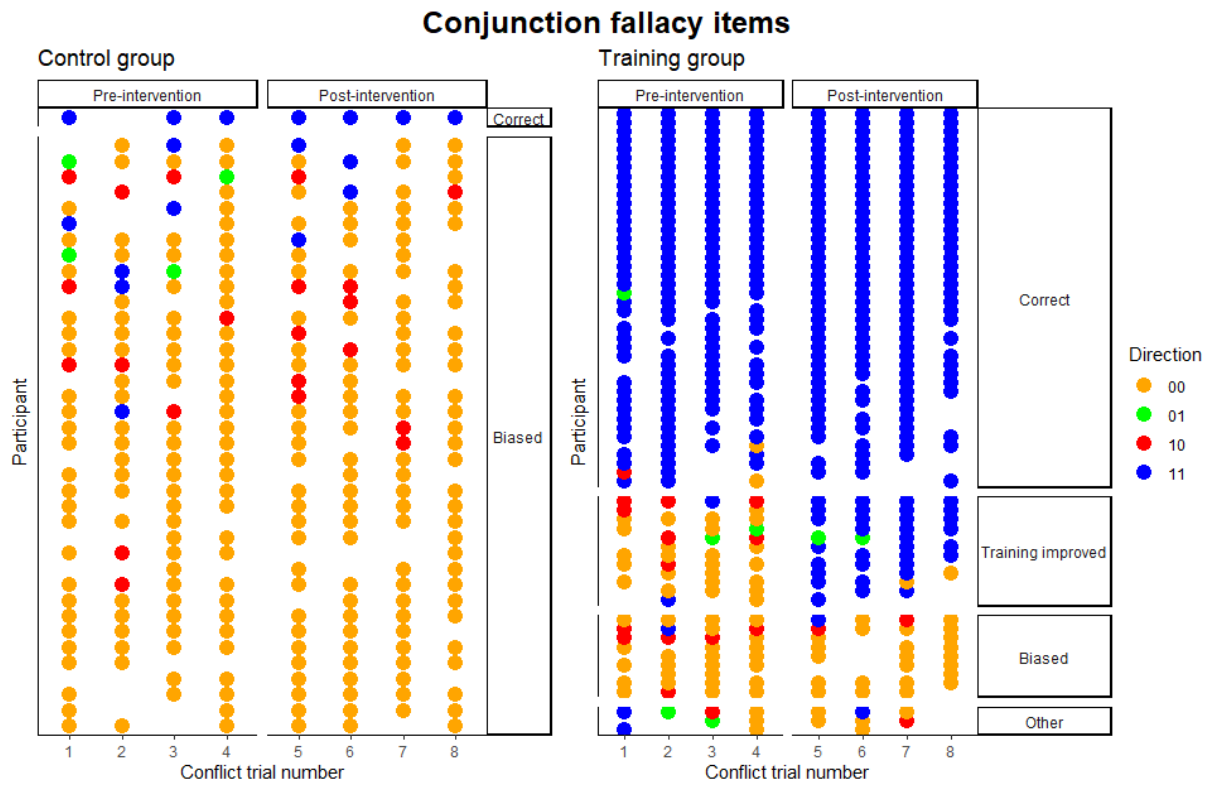 Conjunction fallacy items
Control group
Pre-intervention
Post-intervention
Correct
Biased
Participant
1 2 3 4 5 6 7 8
Conflict trial number
Training group
Pre-intervention
Post-intervention
Correct
Training improved
Biased
Other
Participant
1 2 3 4 5 6 7 8
Conflict trial number
Direction
00
01
10
11